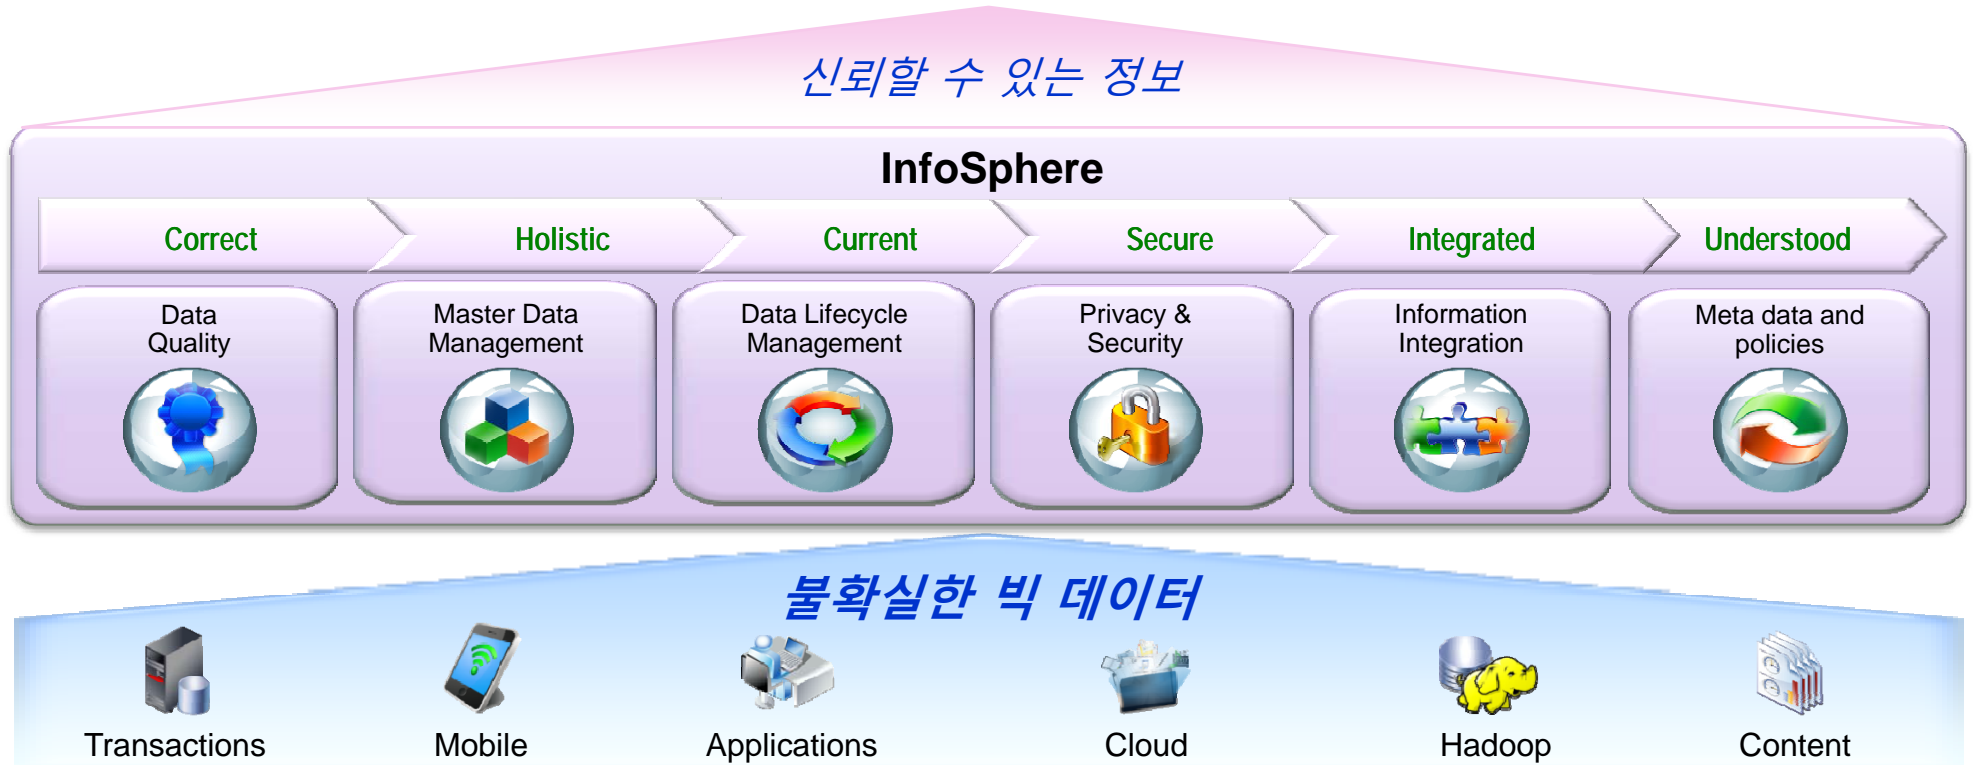 신뢰할 수 있는 정보
InfoSphere
Correct
Holistic
Current
Secure
Integrated
Understood
Data
Quality
Master Data
Management
Data Lifecycle
Management
Privacy &
Security
Information
Integration
Meta data and
policies
불확실한 빅 데이터
Transactions
Mobile
Applications
Cloud
Hadoop
Content